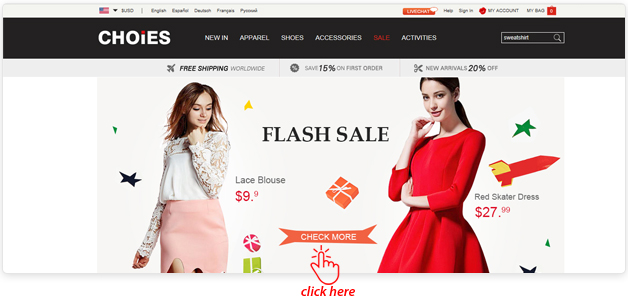 $USD | English Español Deutsch Français Русский LIVECHAT Help Sign in MY ACCOUNT MY BAG
CHOiES NEW IN APPAREL SHOES ACCESSORIES SALE ACTIVITIES sweatshirt
FREE SHIPPING WORLDWIDE SAVE 15% ON FIRST ORDER NEW ARRIVALS 20% OFF
FLASH SALE
Lace Blouse
$9.9
Red Skater Dress
$27.99
CHECK MORE
click here